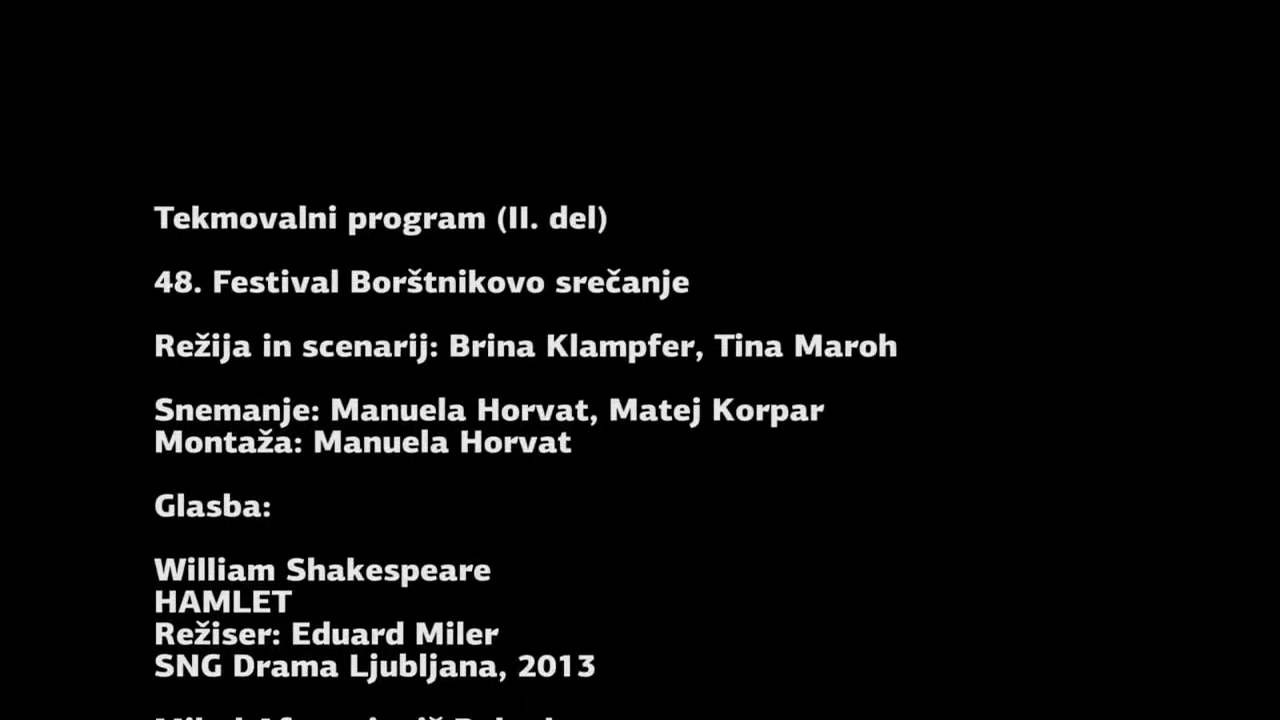 Tekmovalni program (II. del)
48. Festival Borštnikovo srečanje
Režija in scenarij: Brina Klampfer, Tina Maroh
Snemanje: Manuela Horvat, Matej Korpar
Montaža: Manuela Horvat
Glasba:
William Shakespeare
HAMLET
Režiser: Eduard Miler
SNG Drama Ljubljana, 2013